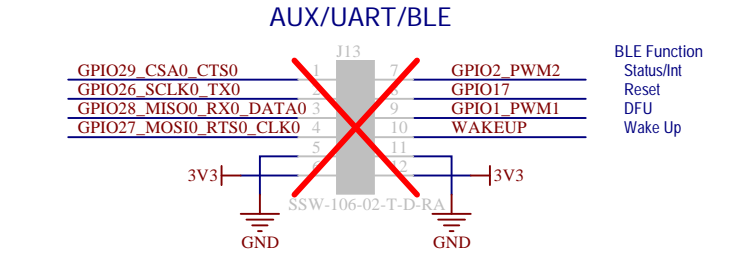 AUX/UART/BLE
J13
BLE Function
GPIO29_CSA0_CTS0 1 7 GPIO2_PWM2 Status/Int
GPIO26_SCLK0_TX0 GPIO17 Reset
GPIO28_MISO0_RX0_DATA0 3 9 GPIO1_PWM1 DFU
GPIO27_MOSI0_RTS0_CLK0 4 10 WAKEUP Wake Up
5 11
3V3 6 12 3V3
SSW-106-02-T-D-RA
GND GND